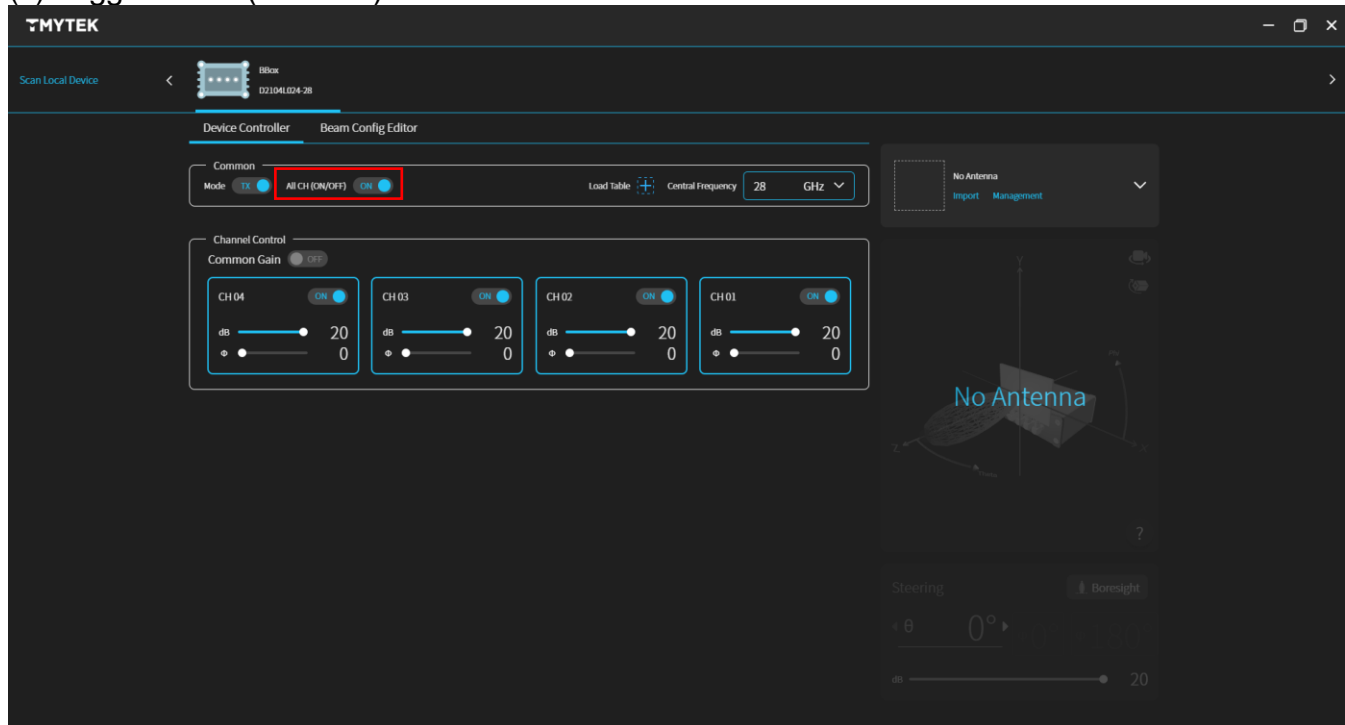 TMYTEK
Scan Local Device
BBox
D2104L024-28
Device Controller Beam Config Editor
Common
Mode TX All CH (ON/OFF) ON Load Table Central Frequency 28 GHz
No Antenna
Import Management
Channel Control
Common Gain OFF
CH 04 ON CH 03 ON CH 02 ON CH 01 ON
dB 20 dB 20 dB 20 dB 20
Φ 0 Φ 0 Φ 0 Φ 0
Y
No Antenna
Z X
?
Steering Boresight
θ 0°
dB 20